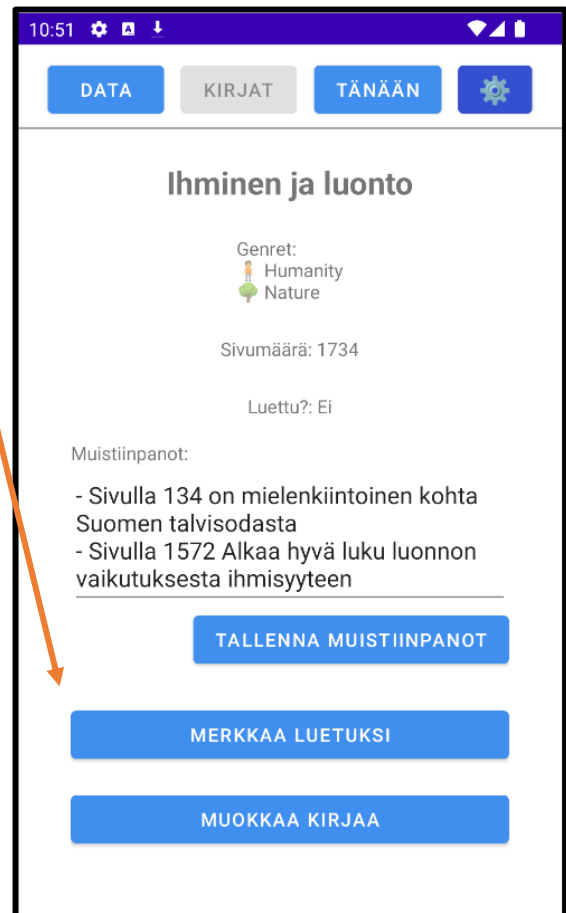 10:51
DATA KIRJAT TÄNÄÄN
Ihminen ja luonto
Genret:
Humanity
Nature
Sivumäärä: 1734
Luettu?: Ei
Muistiinpanot:
- Sivulla 134 on mielenkiintoinen kohta
Suomen talvisodasta
- Sivulla 1572 Alkaa hyvä luku luonnon
vaikutuksesta ihmisyyteen
TALLENNA MUISTIINPANOT
MERKKAA LUETUKSI
MUOKKAA KIRJAA